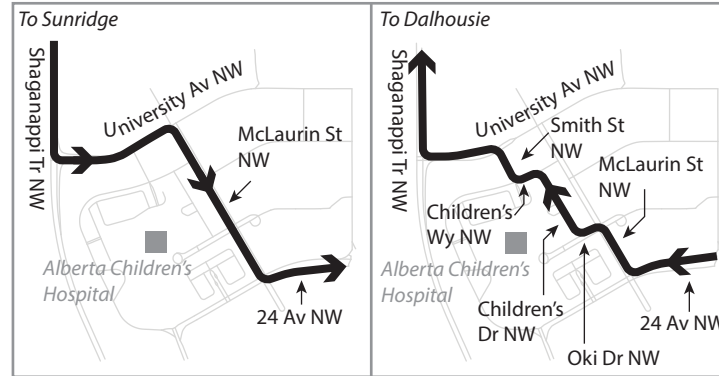 To Sunridge
Shaganappi Tr NW
University Av NW
McLaurin St
NW
Alberta Children's
Hospital
24 Av NW
To Dalhousie
Shaganappi Tr NW
University Av NW
Smith St
NW
McLaurin St
NW
Children's
Wy NW
Alberta Children's
Hospital
Children's
Dr NW
24 Av NW
Oki Dr NW